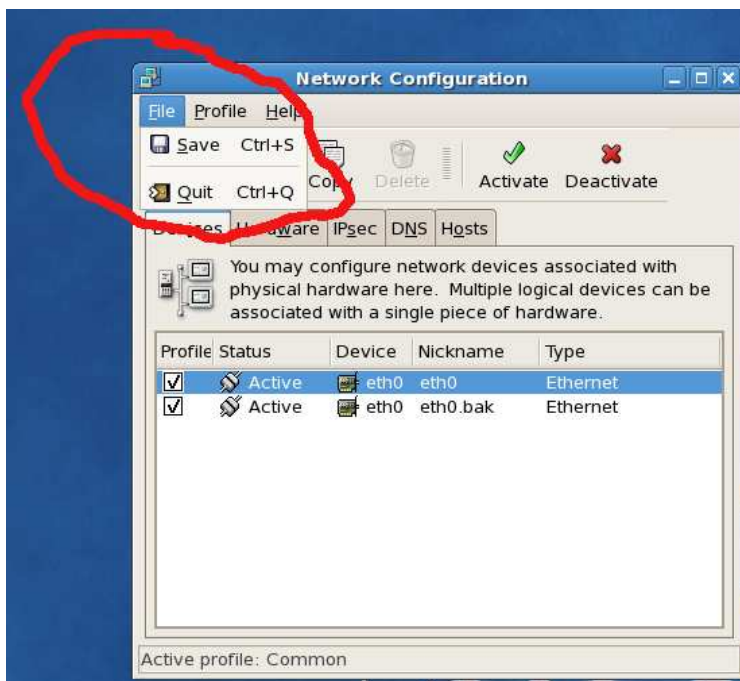 Network Configuration
File Profile Help
Save Ctrl+S
Quit Ctrl+Q
Copy Delete Activate Deactivate
Devices Hardware IPsec DNS Hosts
You may configure network devices associated with
physical hardware here. Multiple logical devices can be
associated with a single piece of hardware.
Profile Status Device Nickname Type
Active eth0 eth0 Ethernet
Active eth0 eth0.bak Ethernet
Active profile: Common